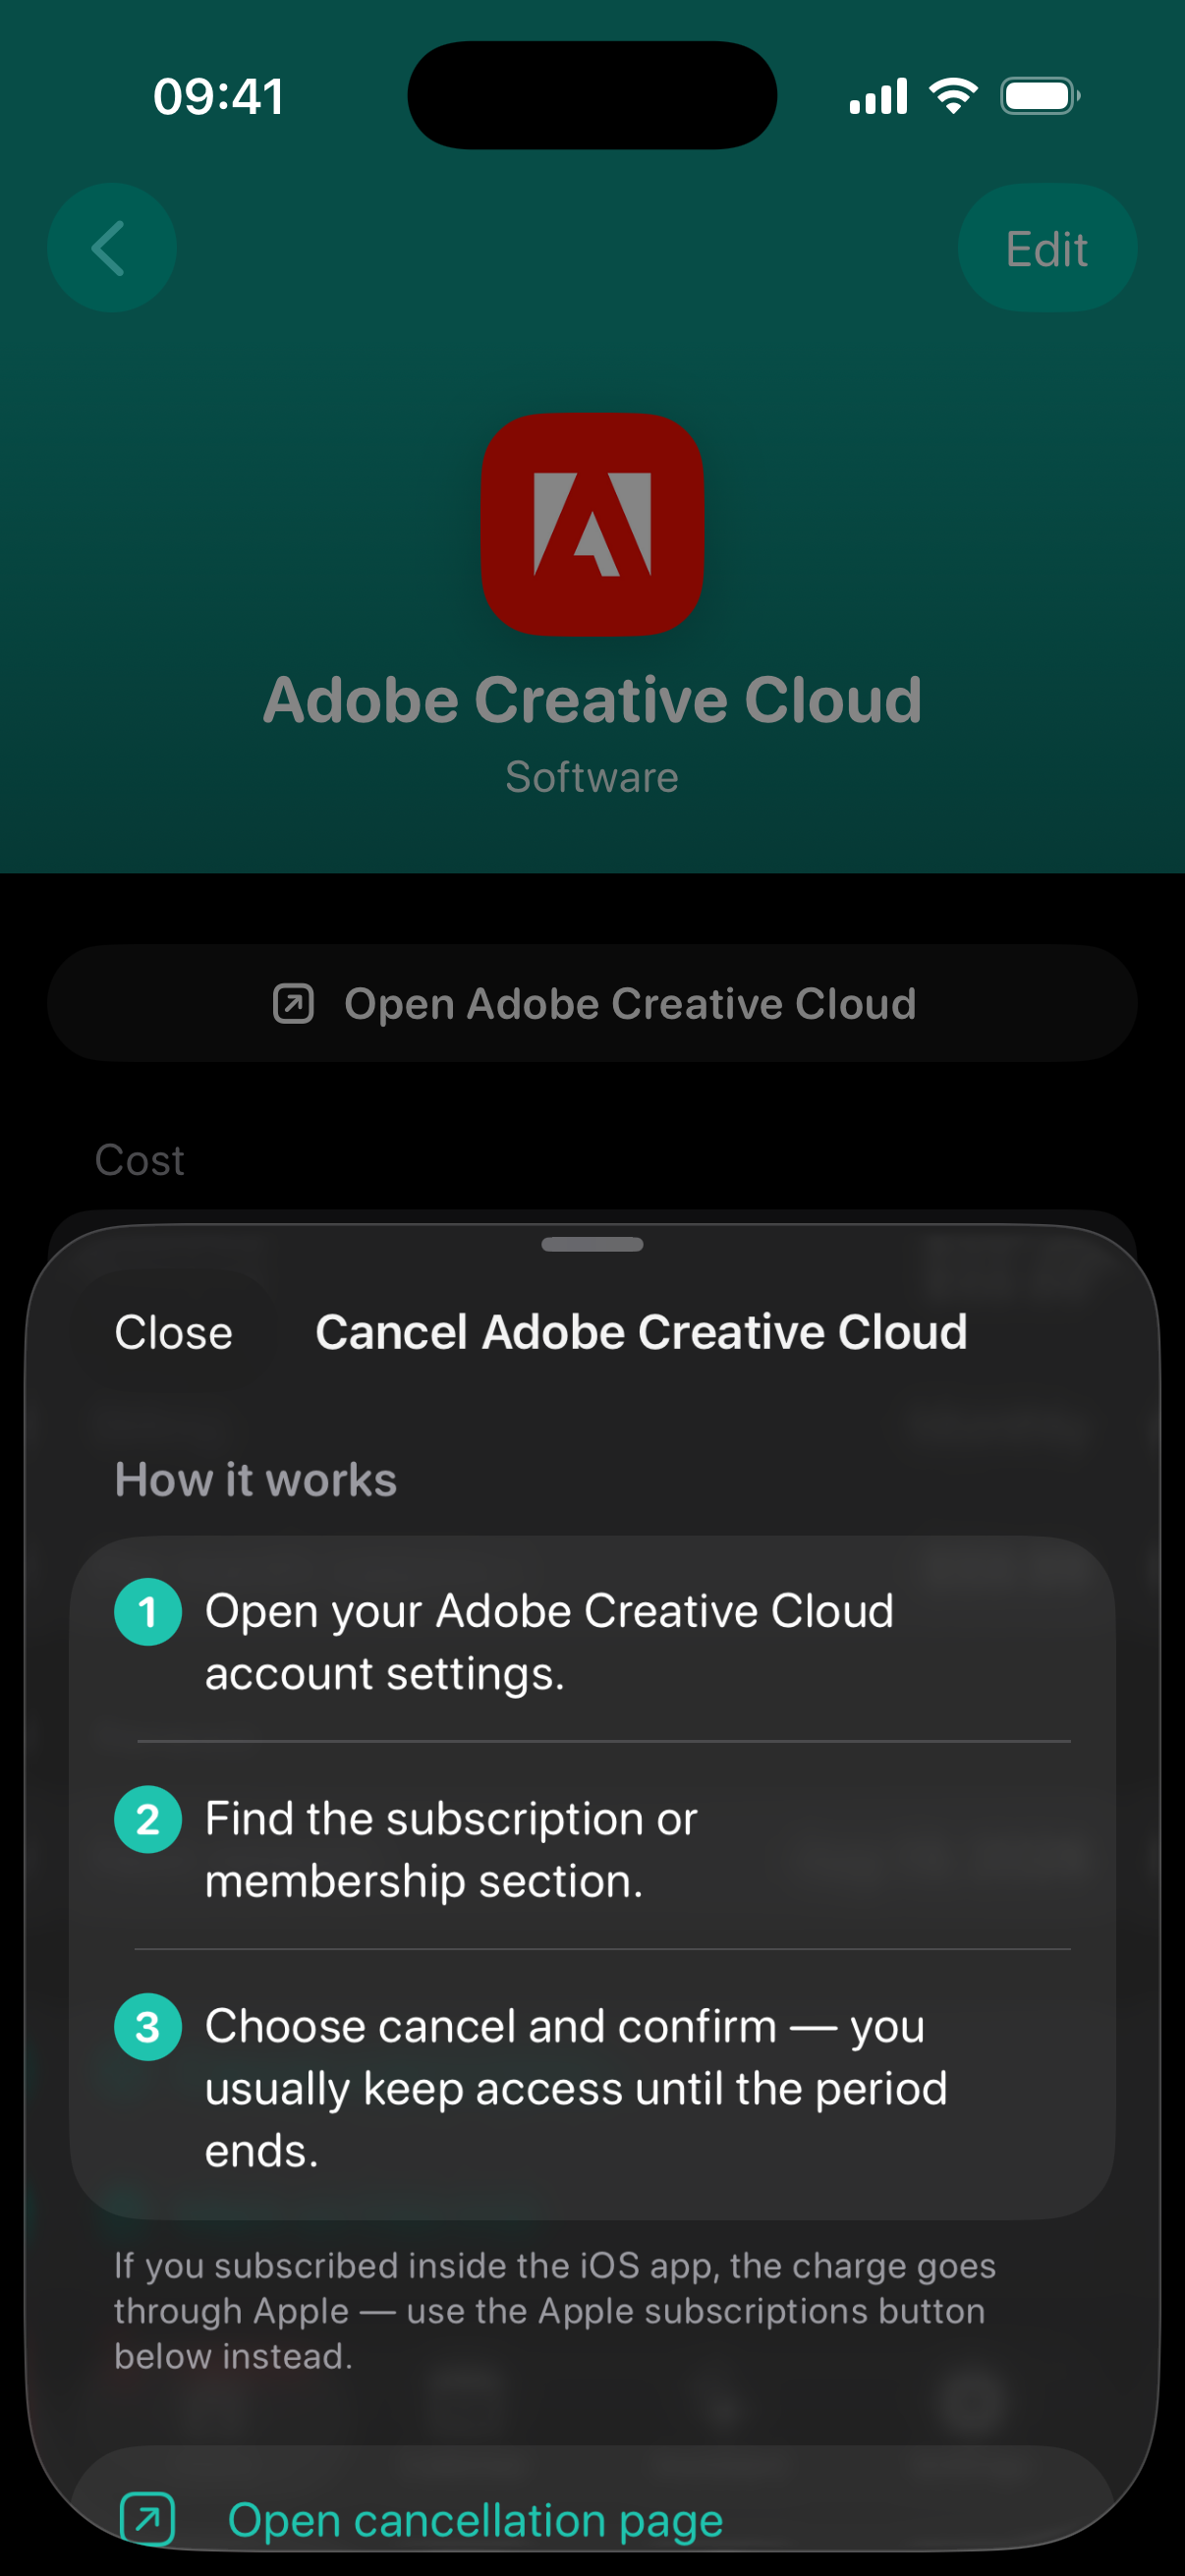 09:41
Edit
Adobe Creative Cloud
Software
Open Adobe Creative Cloud
Cost
Close
Cancel Adobe Creative Cloud
How it works
1 Open your Adobe Creative Cloud
account settings.
2 Find the subscription or
membership section.
3 Choose cancel and confirm — you
usually keep access until the period
ends.
If you subscribed inside the iOS app, the charge goes
through Apple — use the Apple subscriptions button
below instead.
Open cancellation page